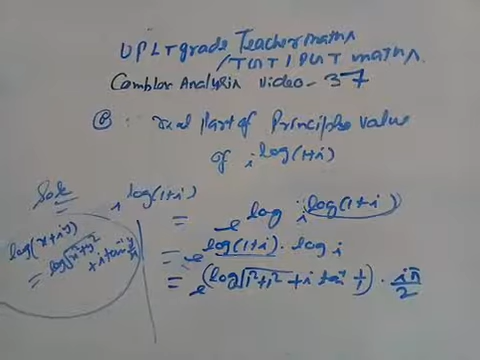 UPLT grade Teacher maths
/TGT/PGT maths.
Complex Analysis video - 37
Q: real part of Principle value
of i^log(1+i)
Sol:
i^log(1+i) = e^log i^log(1+i)
log(x+iy)
= log√x²+y² + i tan⁻¹ y/x
= e^log(1+i) · log i
= e^(log√1²+1² + i tan⁻¹ 1/1) · iπ/2